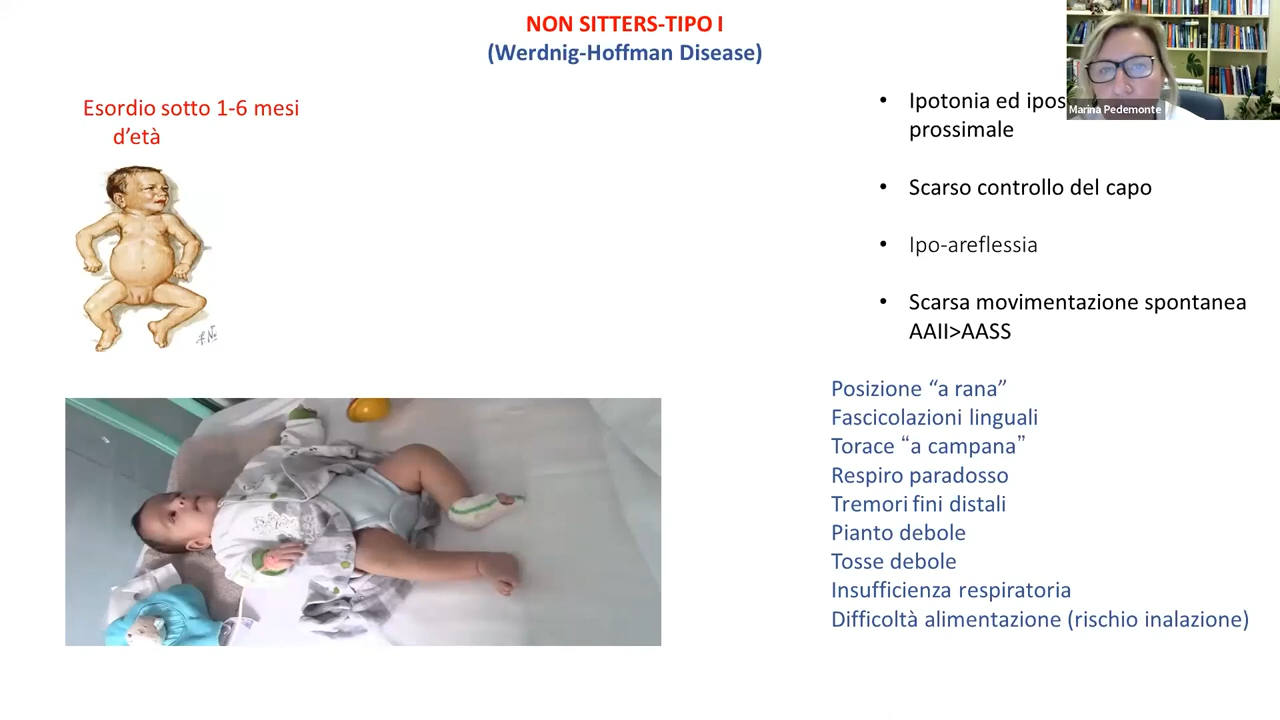 NON SITTERS-TIPO I
(Werdnig-Hoffman Disease)
Esordio sotto 1-6 mesi
d’età
• Ipotonia ed
prossimale
Marina Pedemonte
• Scarso controllo del capo
• Ipo-areflessia
• Scarsa movimentazione spontanea
AAII>AASS
Posizione “a rana”
Fascicolazioni linguali
Torace “a campana”
Respiro paradosso
Tremori fini distali
Pianto debole
Tosse debole
Insufficienza respiratoria
Difficoltà alimentazione (rischio inalazione)